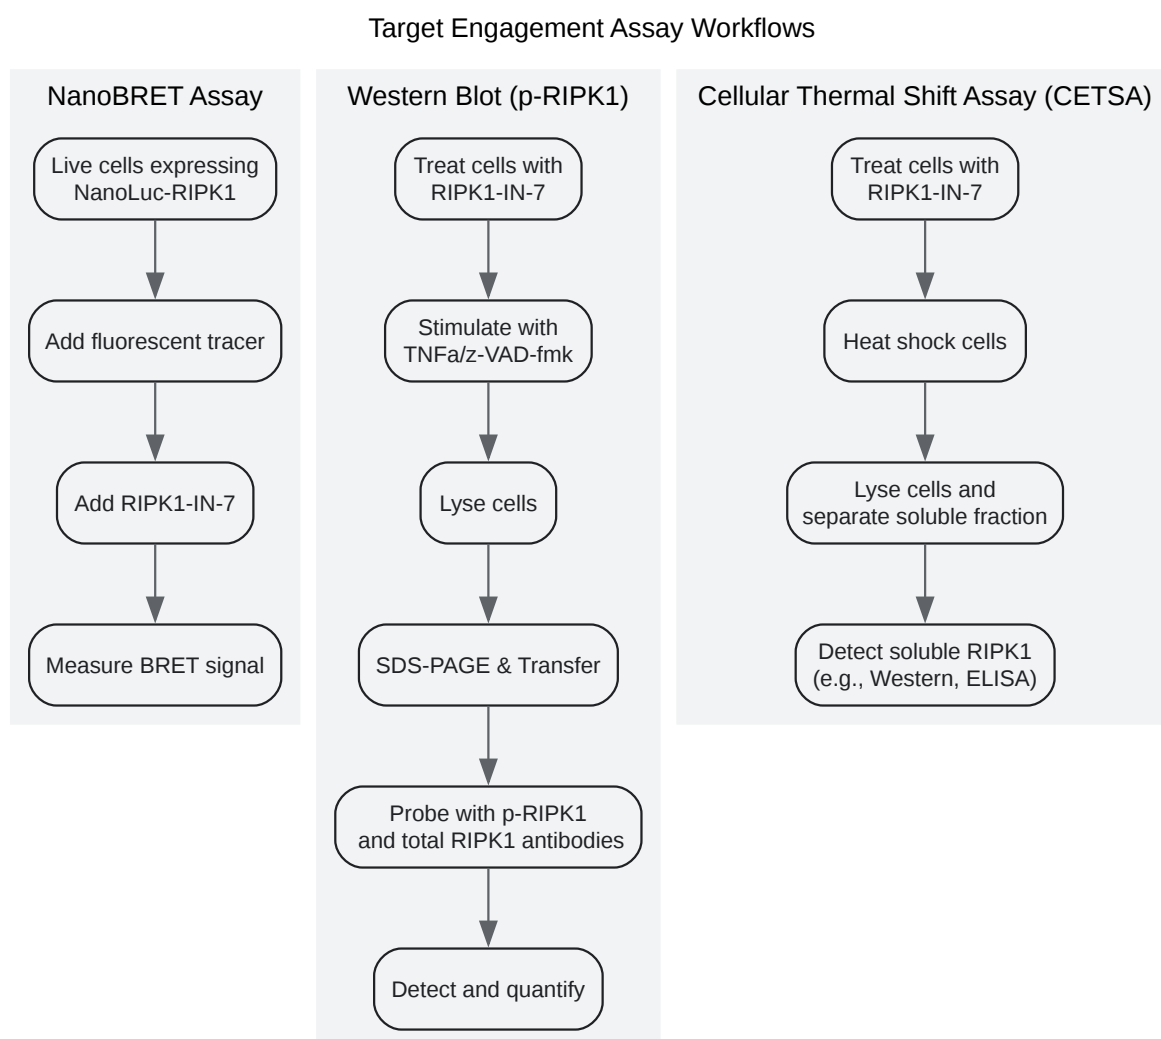 Target Engagement Assay Workflows
NanoBRET Assay
Live cells expressing
NanoLuc-RIPK1
Add fluorescent tracer
Add RIPK1-IN-7
Measure BRET signal
Western Blot (p-RIPK1)
Treat cells with
RIPK1-IN-7
Stimulate with
TNFa/z-VAD-fmk
Lyse cells
SDS-PAGE & Transfer
Probe with p-RIPK1
and total RIPK1 antibodies
Detect and quantify
Cellular Thermal Shift Assay (CETSA)
Treat cells with
RIPK1-IN-7
Heat shock cells
Lyse cells and
separate soluble fraction
Detect soluble RIPK1
(e.g., Western, ELISA)